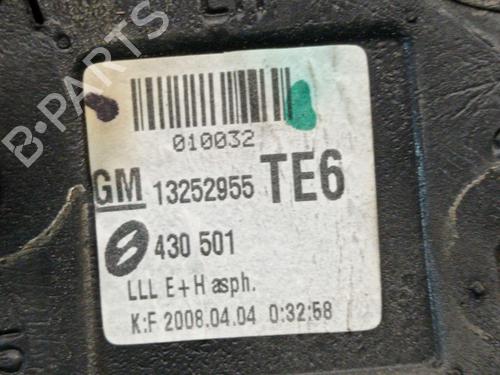 B-PARTS
010032
GM 13252955 TE6
430 501
LLL E+H asph.
K:F 2008.04.04 0:32:58